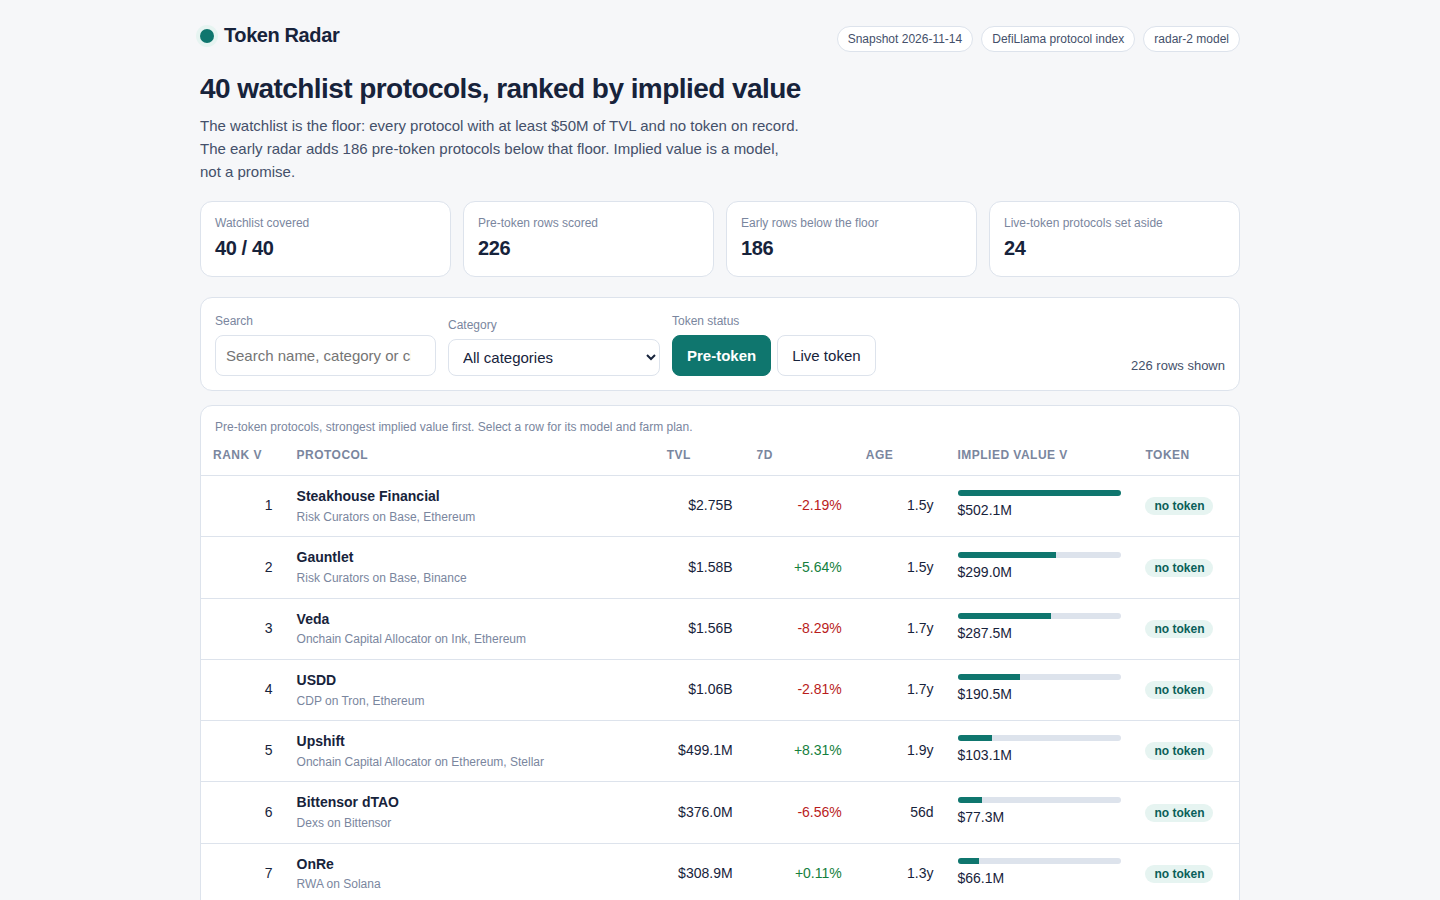 Token Radar
Snapshot 2026-11-14
DefiLlama protocol index
radar-2 model
40 watchlist protocols, ranked by implied value
The watchlist is the floor: every protocol with at least $50M of TVL and no token on record.
The early radar adds 186 pre-token protocols below that floor. Implied value is a model,
not a promise.
Watchlist covered
40 / 40
Pre-token rows scored
226
Early rows below the floor
186
Live-token protocols set aside
24
Search
Search name, category or c
Category
All categories
Token status
Pre-token
Live token
226 rows shown
Pre-token protocols, strongest implied value first. Select a row for its model and farm plan.
RANK V PROTOCOL TVL 7D AGE IMPLIED VALUE V TOKEN
1 Steakhouse Financial $2.75B -2.19% 1.5y $502.1M no token
Risk Curators on Base, Ethereum
2 Gauntlet $1.58B +5.64% 1.5y $299.0M no token
Risk Curators on Base, Binance
3 Veda $1.56B -8.29% 1.7y $287.5M no token
Onchain Capital Allocator on Ink, Ethereum
4 USDD $1.06B -2.81% 1.7y $190.5M no token
CDP on Tron, Ethereum
5 Upshift $499.1M +8.31% 1.9y $103.1M no token
Onchain Capital Allocator on Ethereum, Stellar
6 Bittensor dTAO $376.0M -6.56% 56d $77.3M no token
Dexs on Bittensor
7 OnRe $308.9M +0.11% 1.3y $66.1M no token
RWA on Solana